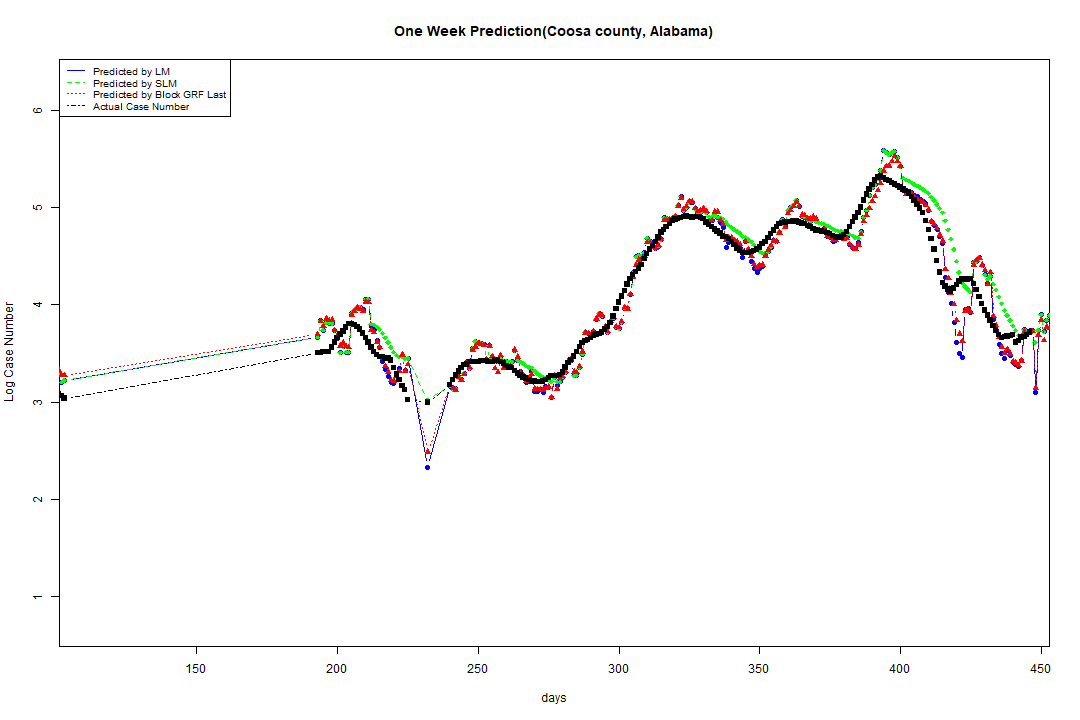 One Week Prediction(Coosa county, Alabama)
Predicted by LM
Predicted by SLM
Predicted by Block GRF Last
Actual Case Number
6
5
4
3
2
1
Log Case Number
150 200 250 300 350 400 450
days